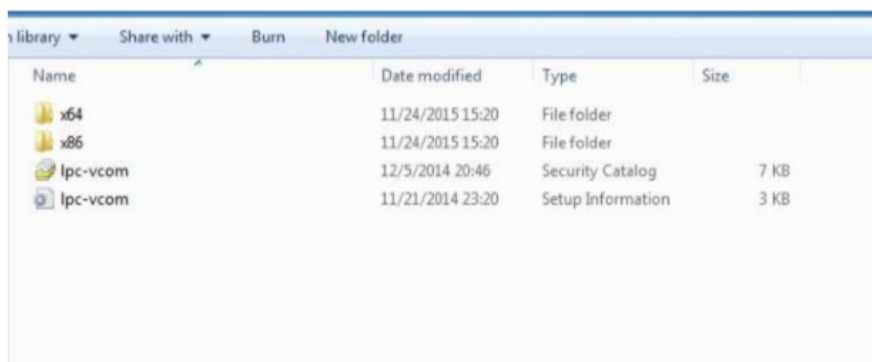 library Share with Burn New folder
Name Date modified Type Size
x64 11/24/2015 15:20 File folder
x86 11/24/2015 15:20 File folder
lpc-vcom 12/5/2014 20:46 Security Catalog 7 KB
lpc-vcom 11/21/2014 23:20 Setup Information 3 KB